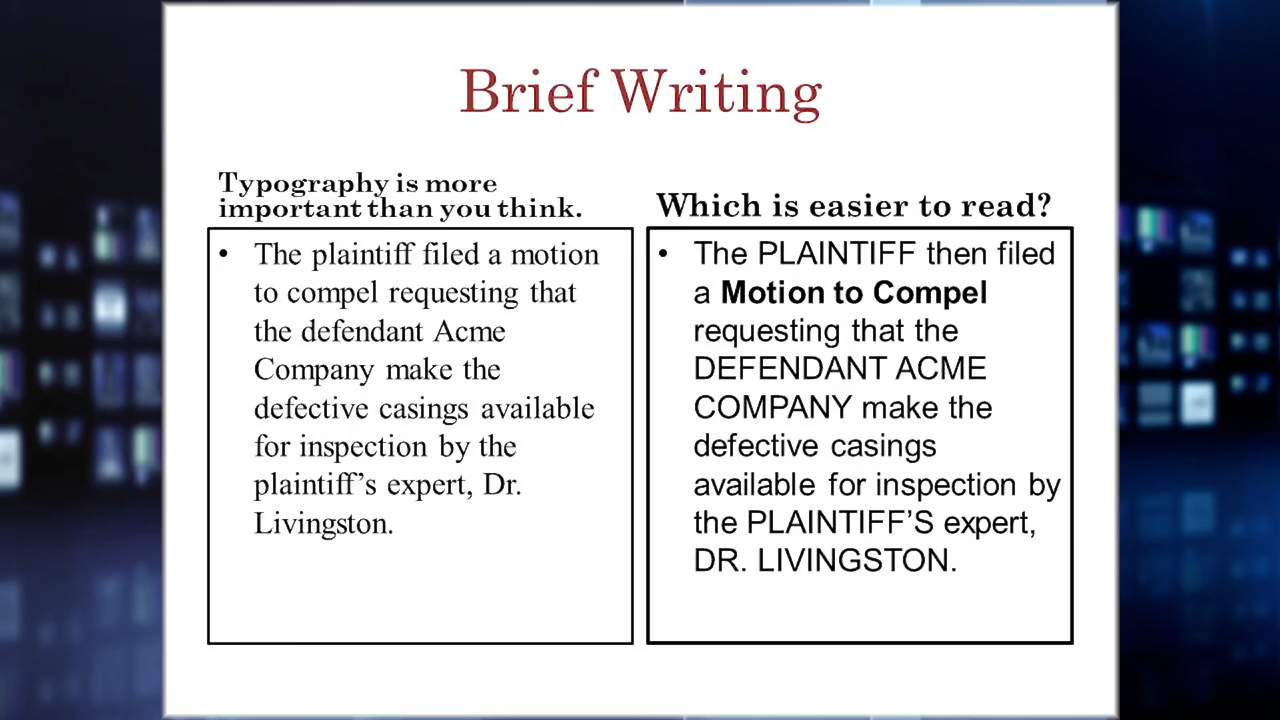 Brief Writing
Typography is more
important than you think.
• The plaintiff filed a motion
to compel requesting that
the defendant Acme
Company make the
defective casings available
for inspection by the
plaintiff’s expert, Dr.
Livingston.
Which is easier to read?
• The PLAINTIFF then filed
a Motion to Compel
requesting that the
DEFENDANT ACME
COMPANY make the
defective casings
available for inspection by
the PLAINTIFF’S expert,
DR. LIVINGSTON.